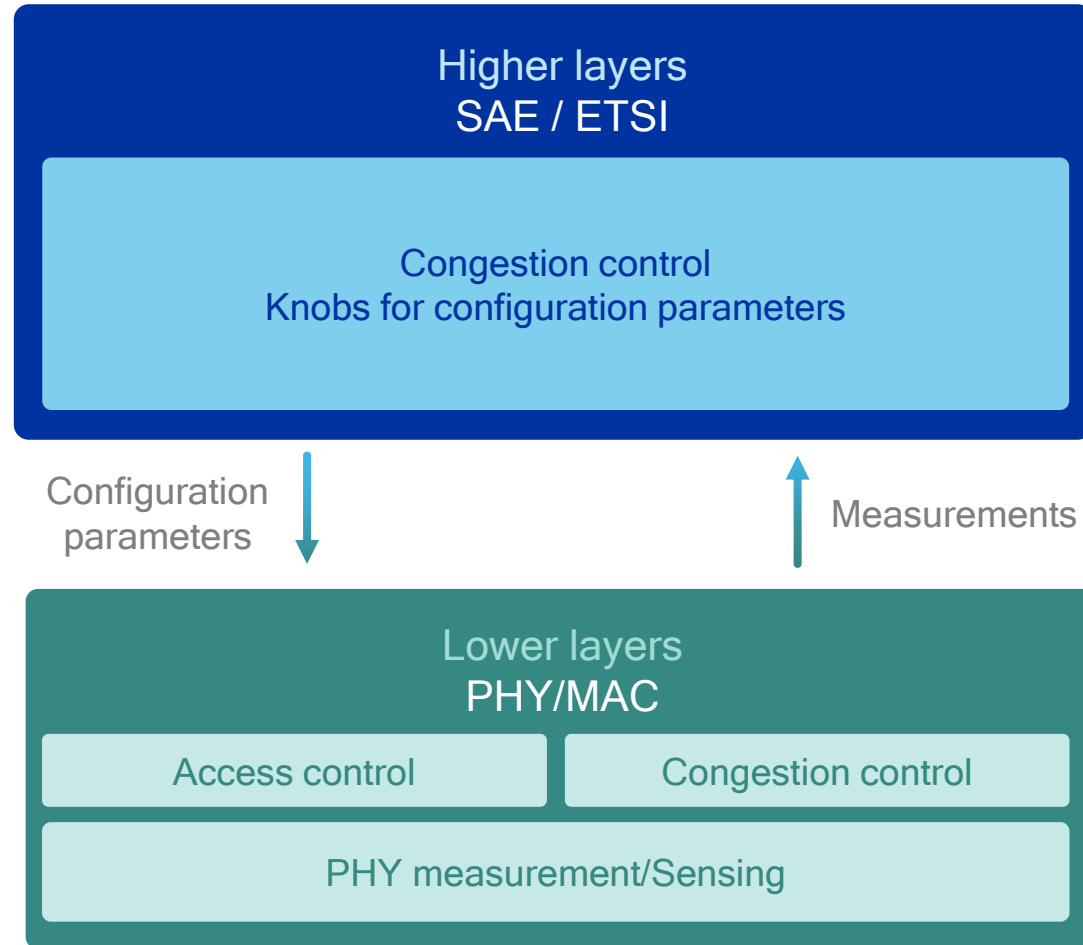 Higher layers
SAE / ETSI
Congestion control
Knobs for configuration parameters
Configuration
parameters
Measurements
Lower layers
PHY/MAC
Access control
Congestion control
PHY measurement/Sensing